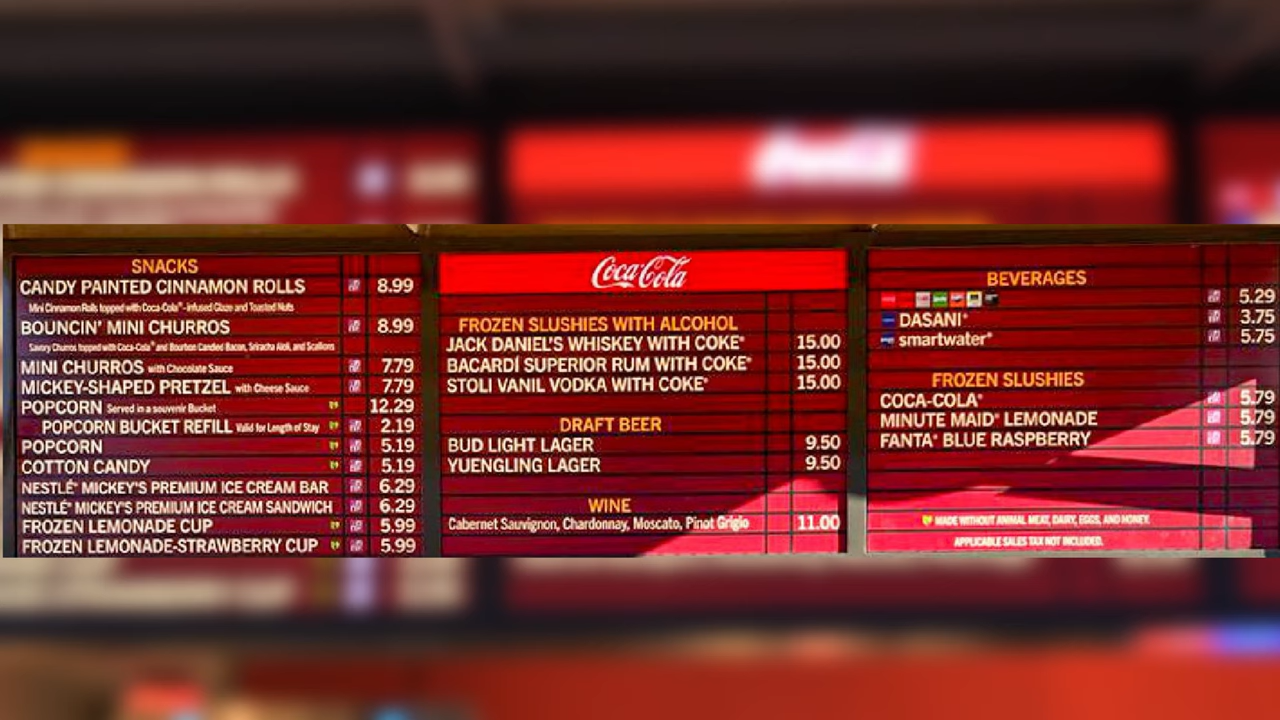 SNACKS
CANDY PAINTED CINNAMON ROLLS 8.99
Mini Cinnamon Rolls topped with Coca-Cola®-infused Glaze and Toasted Nuts
BOUNCIN' MINI CHURROS 8.99
Savory Churros topped with Coca-Cola® and Bourbon Candied Bacon, Sriracha Aioli, and Scallions
MINI CHURROS with Chocolate Sauce 7.79
MICKEY-SHAPED PRETZEL with Cheese Sauce 7.79
POPCORN Served in a souvenir Bucket 12.29
POPCORN BUCKET REFILL Valid for Length of Stay 2.19
POPCORN 5.19
COTTON CANDY 5.19
NESTLÉ® MICKEY'S PREMIUM ICE CREAM BAR 6.29
NESTLÉ® MICKEY'S PREMIUM ICE CREAM SANDWICH 6.29
FROZEN LEMONADE CUP 5.99
FROZEN LEMONADE-STRAWBERRY CUP 5.99
Coca-Cola
FROZEN SLUSHIES WITH ALCOHOL
JACK DANIEL'S WHISKEY WITH COKE® 15.00
BACARDÍ SUPERIOR RUM WITH COKE® 15.00
STOLI VANIL VODKA WITH COKE® 15.00
DRAFT BEER
BUD LIGHT LAGER 9.50
YUENGLING LAGER 9.50
WINE
Cabernet Sauvignon, Chardonnay, Moscato, Pinot Grigio 11.00
BEVERAGES
5.29
DASANI® 3.75
smartwater® 5.75
FROZEN SLUSHIES
COCA-COLA® 5.79
MINUTE MAID® LEMONADE 5.79
FANTA® BLUE RASPBERRY 5.79
MADE WITHOUT ANIMAL MEAT, DAIRY, EGGS, AND HONEY.
APPLICABLE SALES TAX NOT INCLUDED.